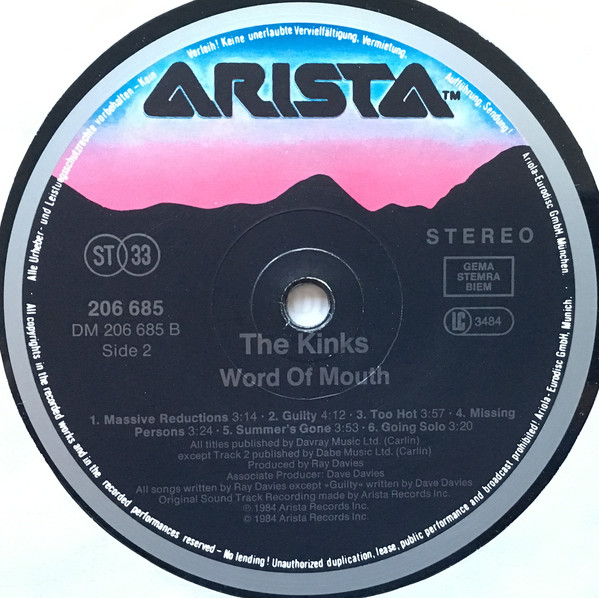 Alle Urheber- und Leistungsschutzrechte vorbehalten – Kein Verleih! Keine unerlaubte Vervielfältigung, Vermietung, Aufführung, Sendung!
ARISTA™
Ariola-Eurodisc GmbH, München.
STEREO
ST 33
GEMA
STEMRA
BIEM
206 685
DM 206 685 B
Side 2
LC 3484
The Kinks
Word Of Mouth
1. Massive Reductions 3:14 · 2. Guilty 4:12 · 3. Too Hot 3:57 · 4. Missing
Persons 3:24 · 5. Summer's Gone 3:53 · 6. Going Solo 3:20
All titles published by Davray Music Ltd. (Carlin)
except Track 2 published by Dabe Music Ltd. (Carlin)
Produced by Ray Davies
Associate Producer: Dave Davies
All songs written by Ray Davies except »Guilty« written by Dave Davies
Original Sound Track Recording made by Arista Records Inc.
℗ 1984 Arista Records Inc.
© 1984 Arista Records Inc.
All copyrights in the recorded works and in the recorded performances reserved – No lending! Unauthorized duplication, lease, public performance and broadcast prohibited! Ariola-Eurodisc GmbH, Munich.